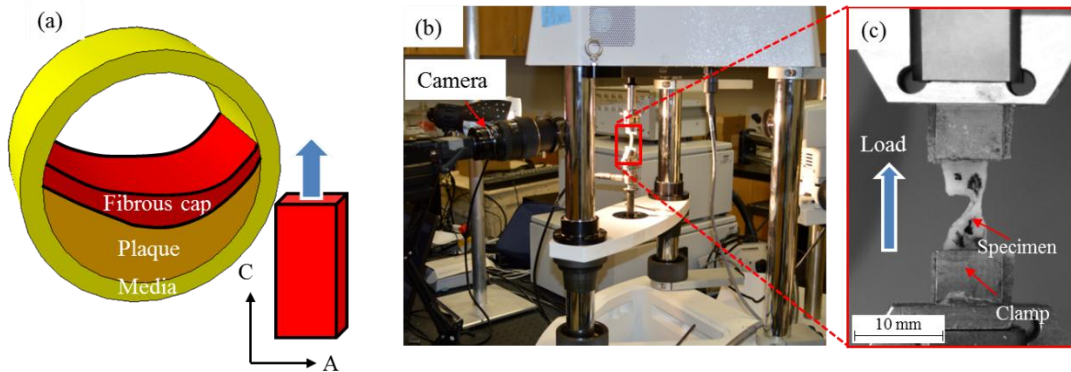 (a)
Fibrous cap
Plaque
Media
C
A
(b)
Camera
(c)
Load
Specimen
Clamp
10 mm